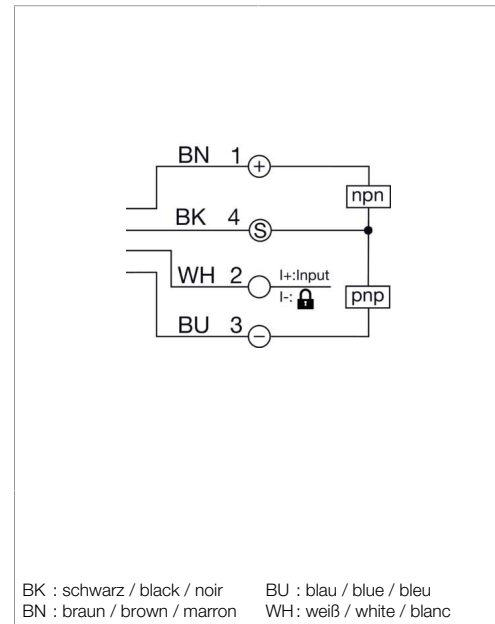 BN 1 +
npn
BK 4 S
WH 2 I+:Input
I-:
pnp
BU 3 −
BK : schwarz / black / noir BU : blau / blue / bleu
BN : braun / brown / marron WH : weiß / white / blanc